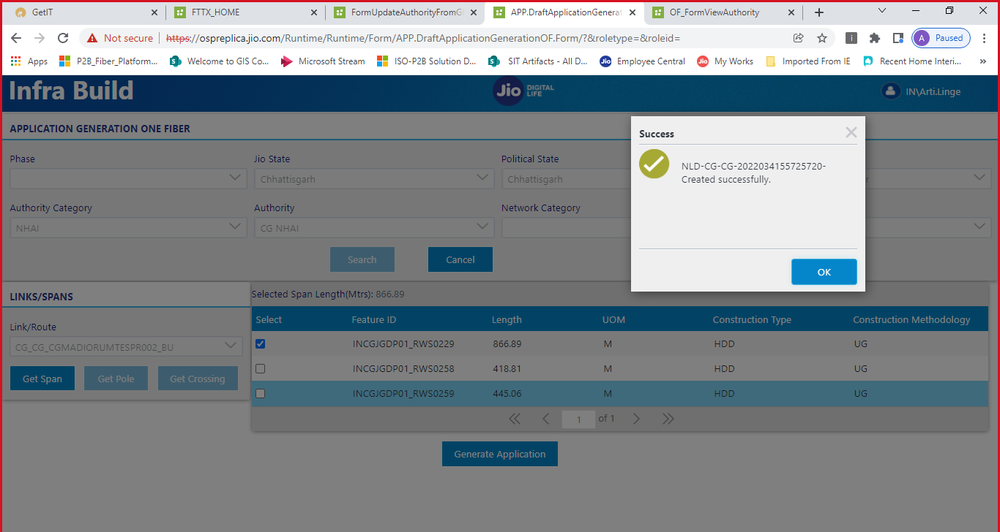 GetIT
FTTX_HOME
FormUpdateAuthorityFromG
APP.DraftApplicationGenerat
OF_FormViewAuthority
Not secure
https://ospreplica.jio.com/Runtime/Runtime/Form/APP.DraftApplicationGenerationOF.Form/?&roletype=&roleid=
A Paused
Apps
P2B_Fiber_Platform...
Welcome to GIS Co...
Microsoft Stream
ISO-P2B Solution D...
SIT Artifacts - All D...
Employee Central
My Works
Imported From IE
Recent Home Interi...
Infra Build
Jio DIGITAL
LIFE
IN\Arti.Linge
APPLICATION GENERATION ONE FIBER
Phase
Jio State
Chhattisgarh
Political State
Chhattisgarh
Authority Category
NHAI
Authority
CG NHAI
Network Category
Search
Cancel
Success
NLD-CG-CG-2022034155725720-
Created successfully.
OK
LINKS/SPANS
Link/Route
CG_CG_CGMADIORUMTESPR002_BU
Get Span
Get Pole
Get Crossing
Selected Span Length(Mtrs): 866.89
Select Feature ID Length UOM Construction Type Construction Methodology
INCGJGDP01_RWS0229 866.89 M HDD UG
INCGJGDP01_RWS0258 418.81 M HDD UG
INCGJGDP01_RWS0259 445.06 M HDD UG
1 of 1
Generate Application